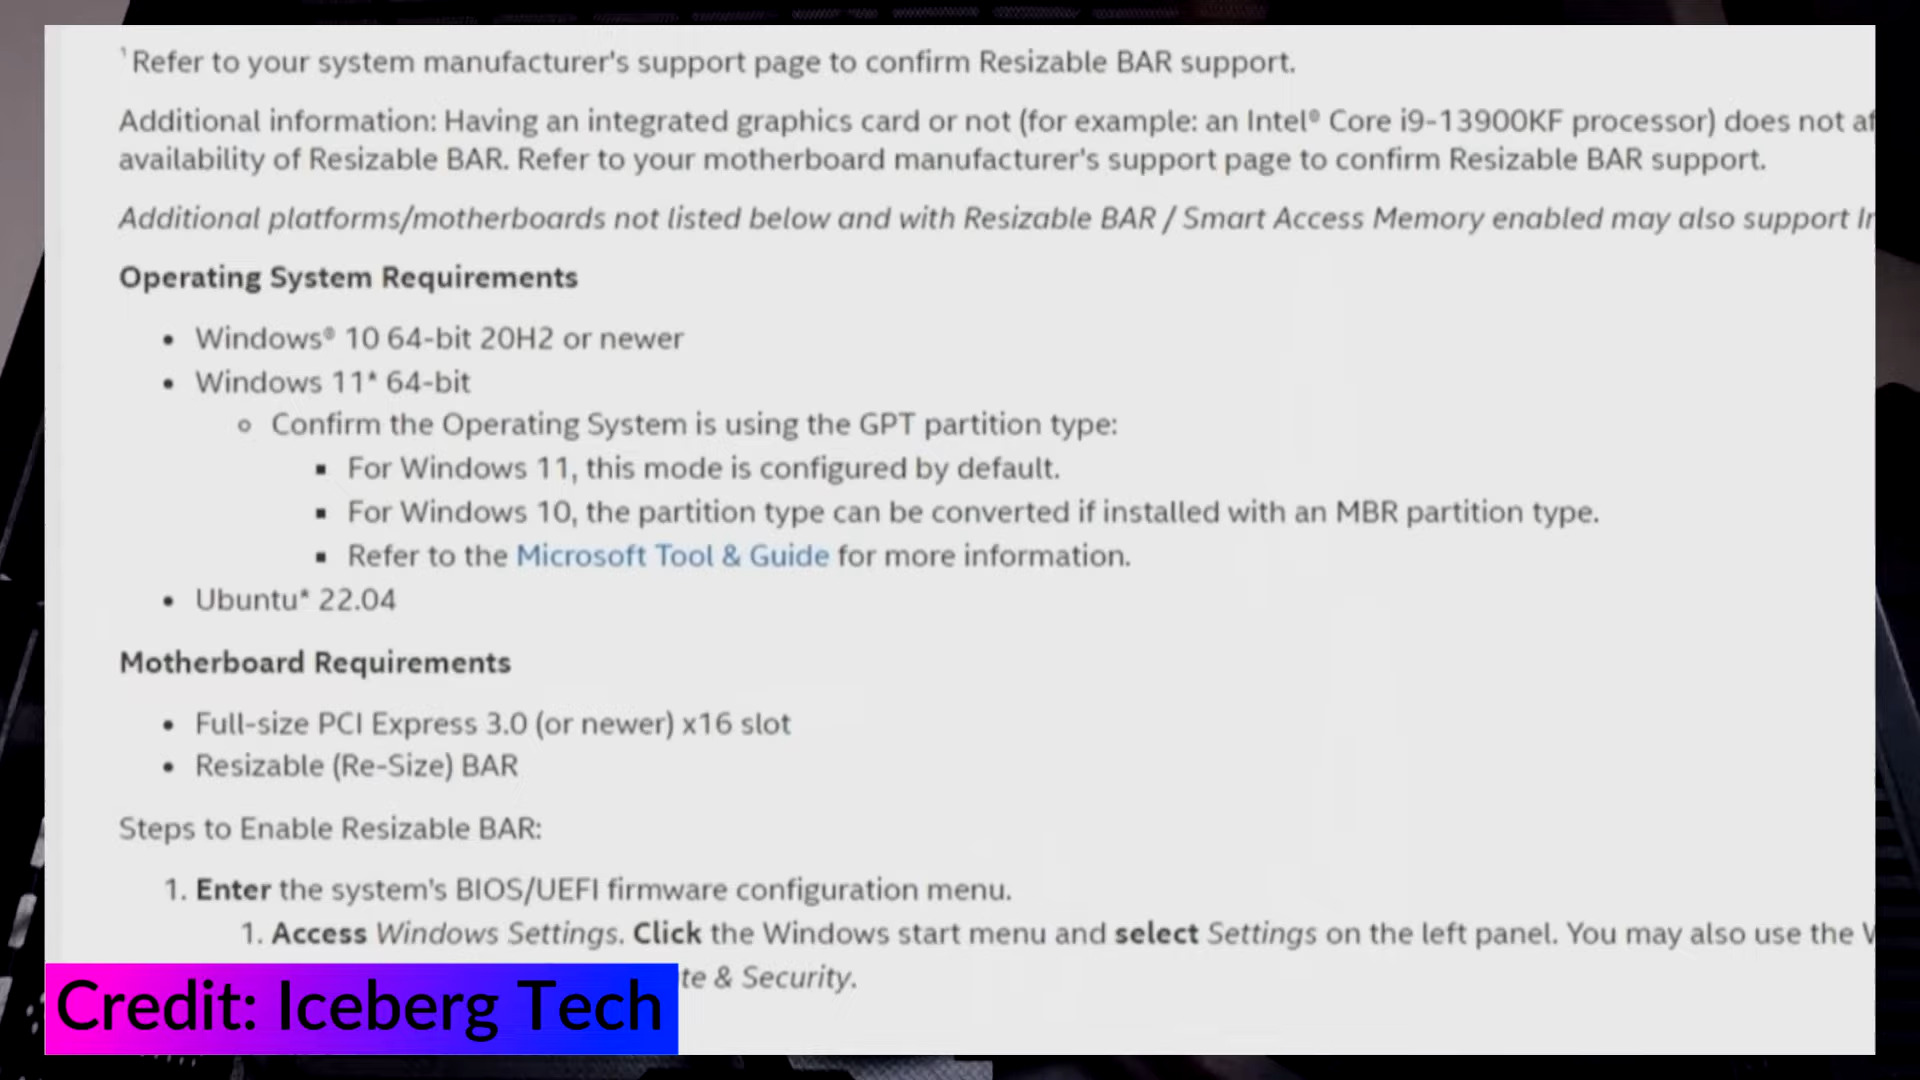 ¹ Refer to your system manufacturer's support page to confirm Resizable BAR support.
Additional information: Having an integrated graphics card or not (for example: an Intel® Core i9-13900KF processor) does not
availability of Resizable BAR. Refer to your motherboard manufacturer's support page to confirm Resizable BAR support.
Additional platforms/motherboards not listed below and with Resizable BAR / Smart Access Memory enabled may also support
Operating System Requirements
• Windows® 10 64-bit 20H2 or newer
• Windows 11* 64-bit
◦ Confirm the Operating System is using the GPT partition type:
▪ For Windows 11, this mode is configured by default.
▪ For Windows 10, the partition type can be converted if installed with an MBR partition type.
▪ Refer to the Microsoft Tool & Guide for more information.
• Ubuntu* 22.04
Motherboard Requirements
• Full-size PCI Express 3.0 (or newer) x16 slot
• Resizable (Re-Size) BAR
Steps to Enable Resizable BAR:
1. Enter the system's BIOS/UEFI firmware configuration menu.
1. Access Windows Settings. Click the Windows start menu and select Settings on the left panel. You may also use the
te & Security.
Credit: Iceberg Tech